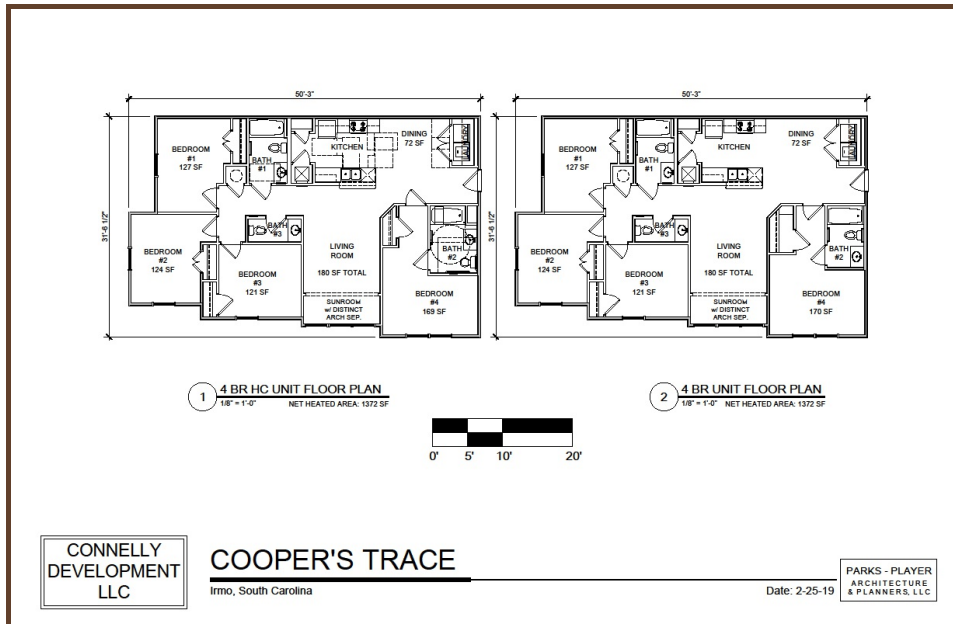 50'-3"
31'-6 1/2"
BEDROOM
#1
127 SF
BATH
#1
KITCHEN
DINING
72 SF
LAUNDRY
BEDROOM
#2
124 SF
BATH
#3
BEDROOM
#3
121 SF
LIVING
ROOM
180 SF TOTAL
SUNROOM
w/ DISTINCT
ARCH SEP.
BATH
#2
BEDROOM
#4
169 SF
50'-3"
31'-6 1/2"
BEDROOM
#1
127 SF
BATH
#1
KITCHEN
DINING
72 SF
LAUNDRY
BEDROOM
#2
124 SF
BATH
#3
BEDROOM
#3
121 SF
LIVING
ROOM
180 SF TOTAL
SUNROOM
w/ DISTINCT
ARCH SEP.
BATH
#2
BEDROOM
#4
170 SF
1
4 BR HC UNIT FLOOR PLAN
1/8" = 1'-0" NET HEATED AREA: 1372 SF
2
4 BR UNIT FLOOR PLAN
1/8" = 1'-0" NET HEATED AREA: 1372 SF
0' 5' 10' 20'
CONNELLY
DEVELOPMENT
LLC
COOPER'S TRACE
Irmo, South Carolina
Date: 2-25-19
PARKS - PLAYER
ARCHITECTURE
& PLANNERS, LLC